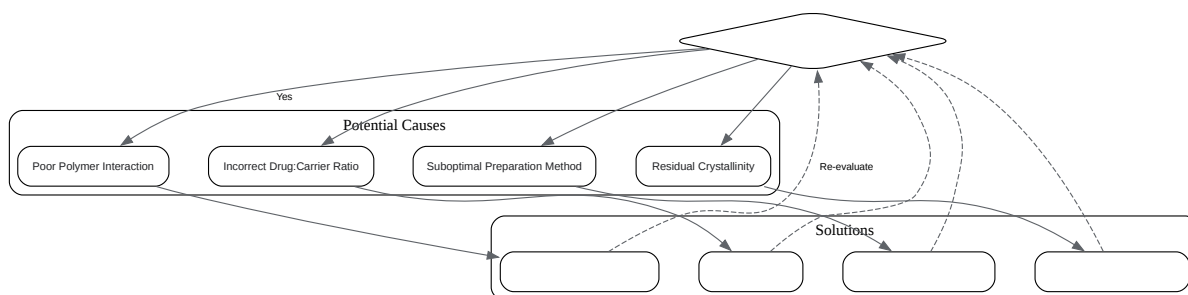 Yes
Potential Causes
Poor Polymer Interaction
Incorrect Drug:Carrier Ratio
Suboptimal Preparation Method
Residual Crystallinity
Re-evaluate
Solutions